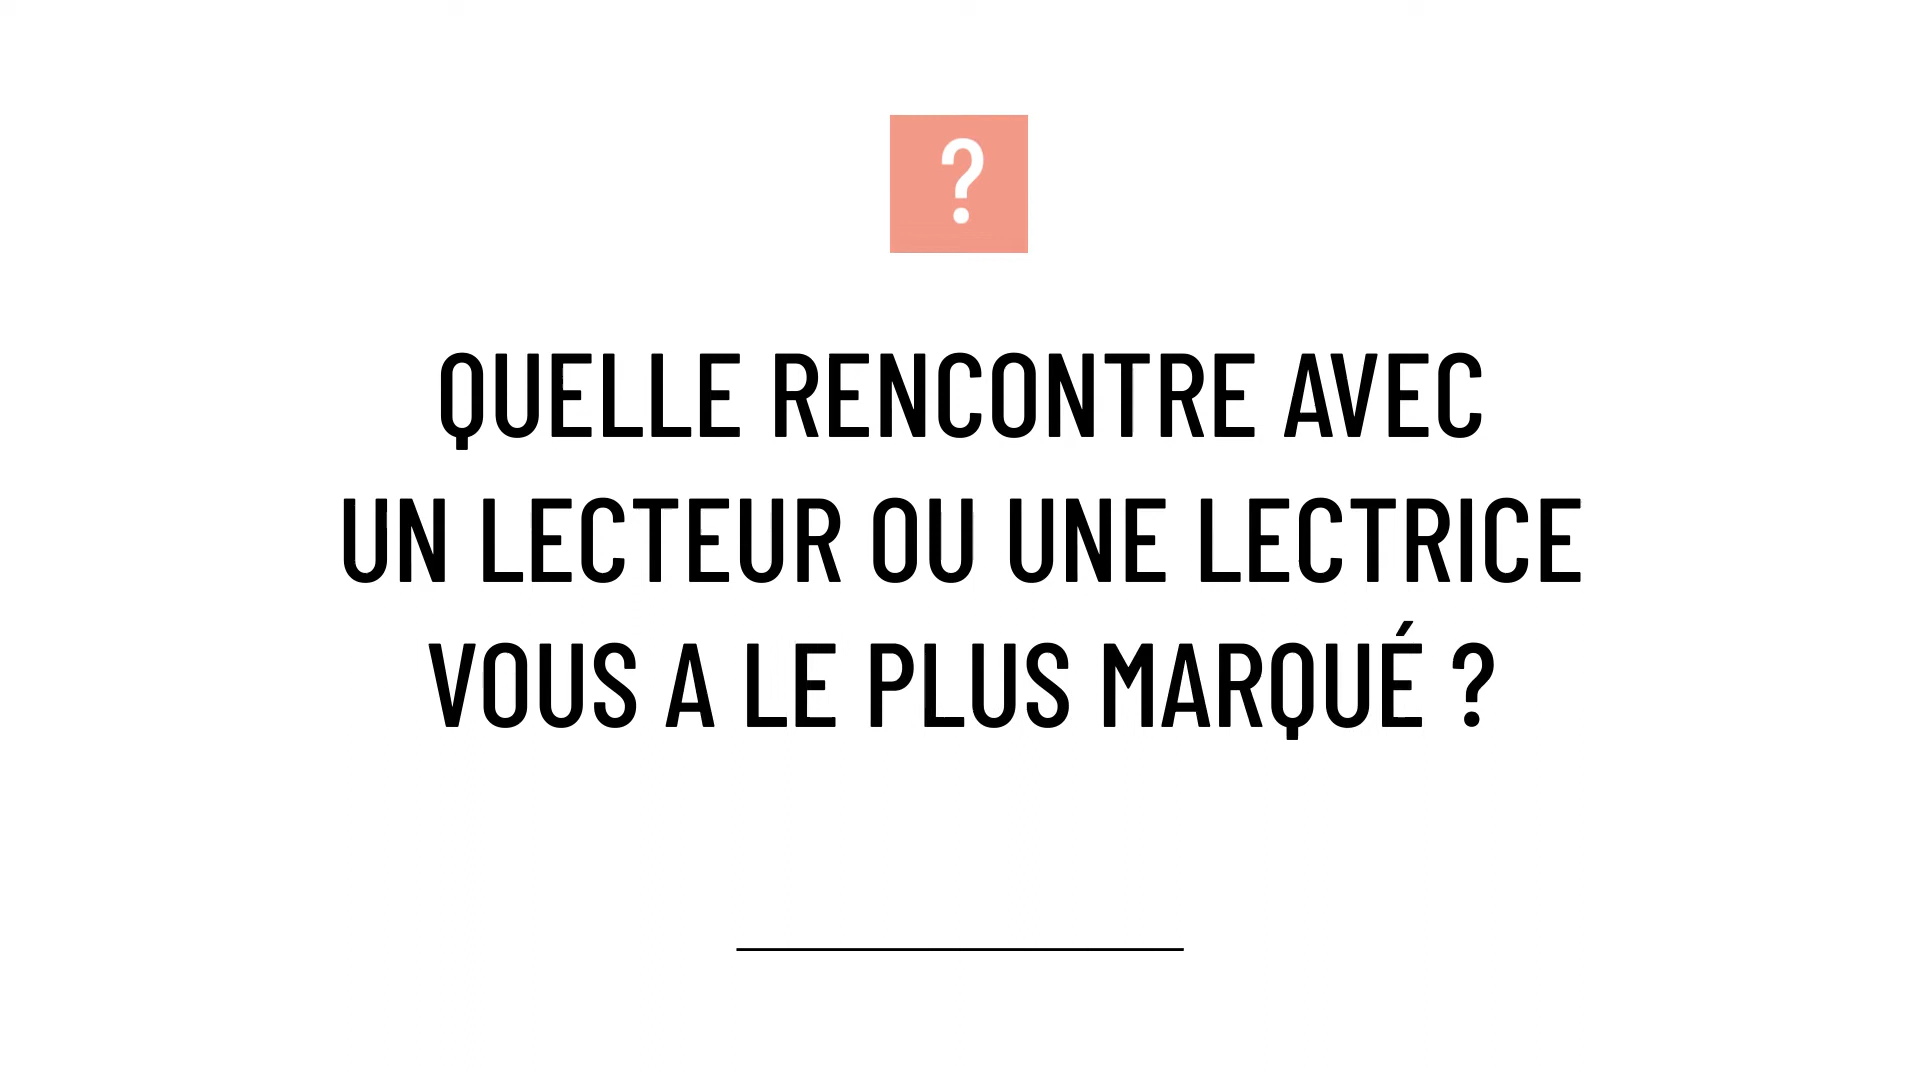 ?
QUELLE RENCONTRE AVEC
UN LECTEUR OU UNE LECTRICE
VOUS A LE PLUS MARQUÉ ?